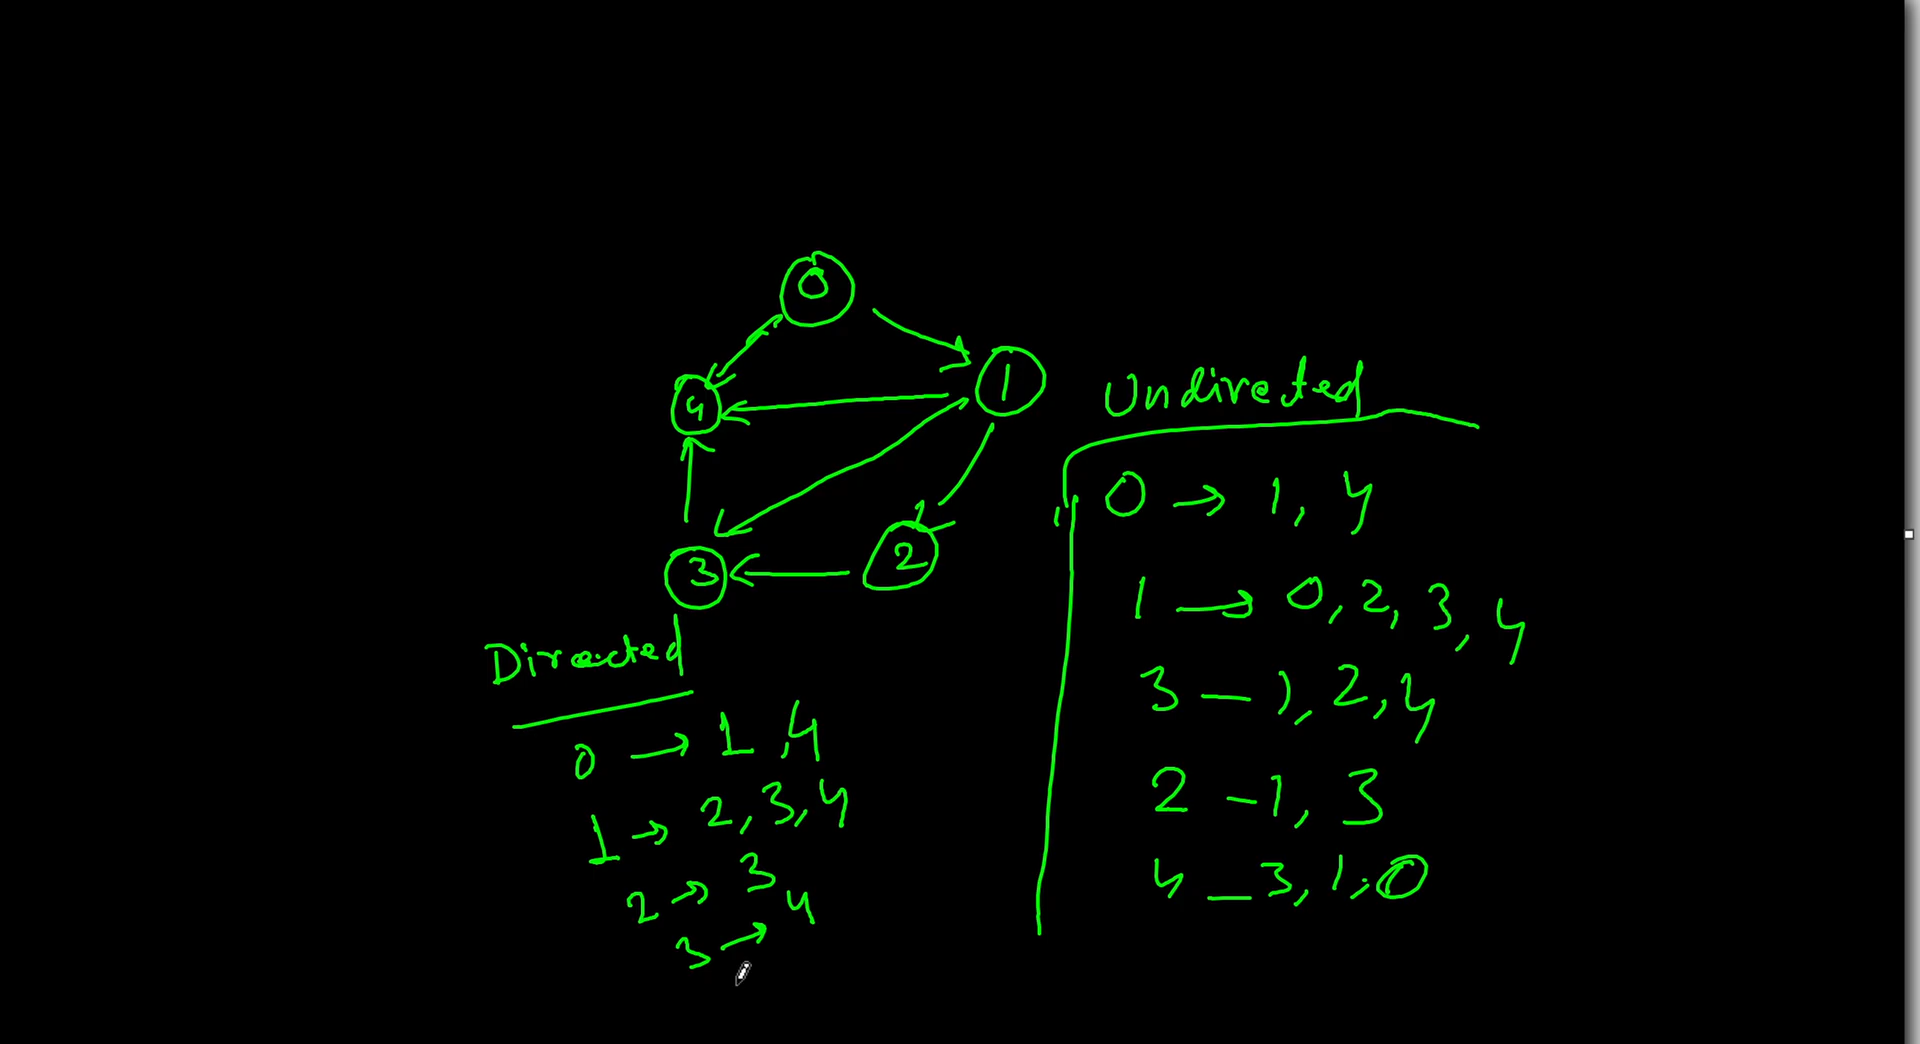 0
1
4
2
3
Undirected
0 → 1, 4
1 → 0, 2, 3, 4
3 — 1, 2, 4
2 – 1, 3
4 _ 3, 1, 0
Directed
0 → 1, 4
1 → 2, 3, 4
2 → 3
3 → 4